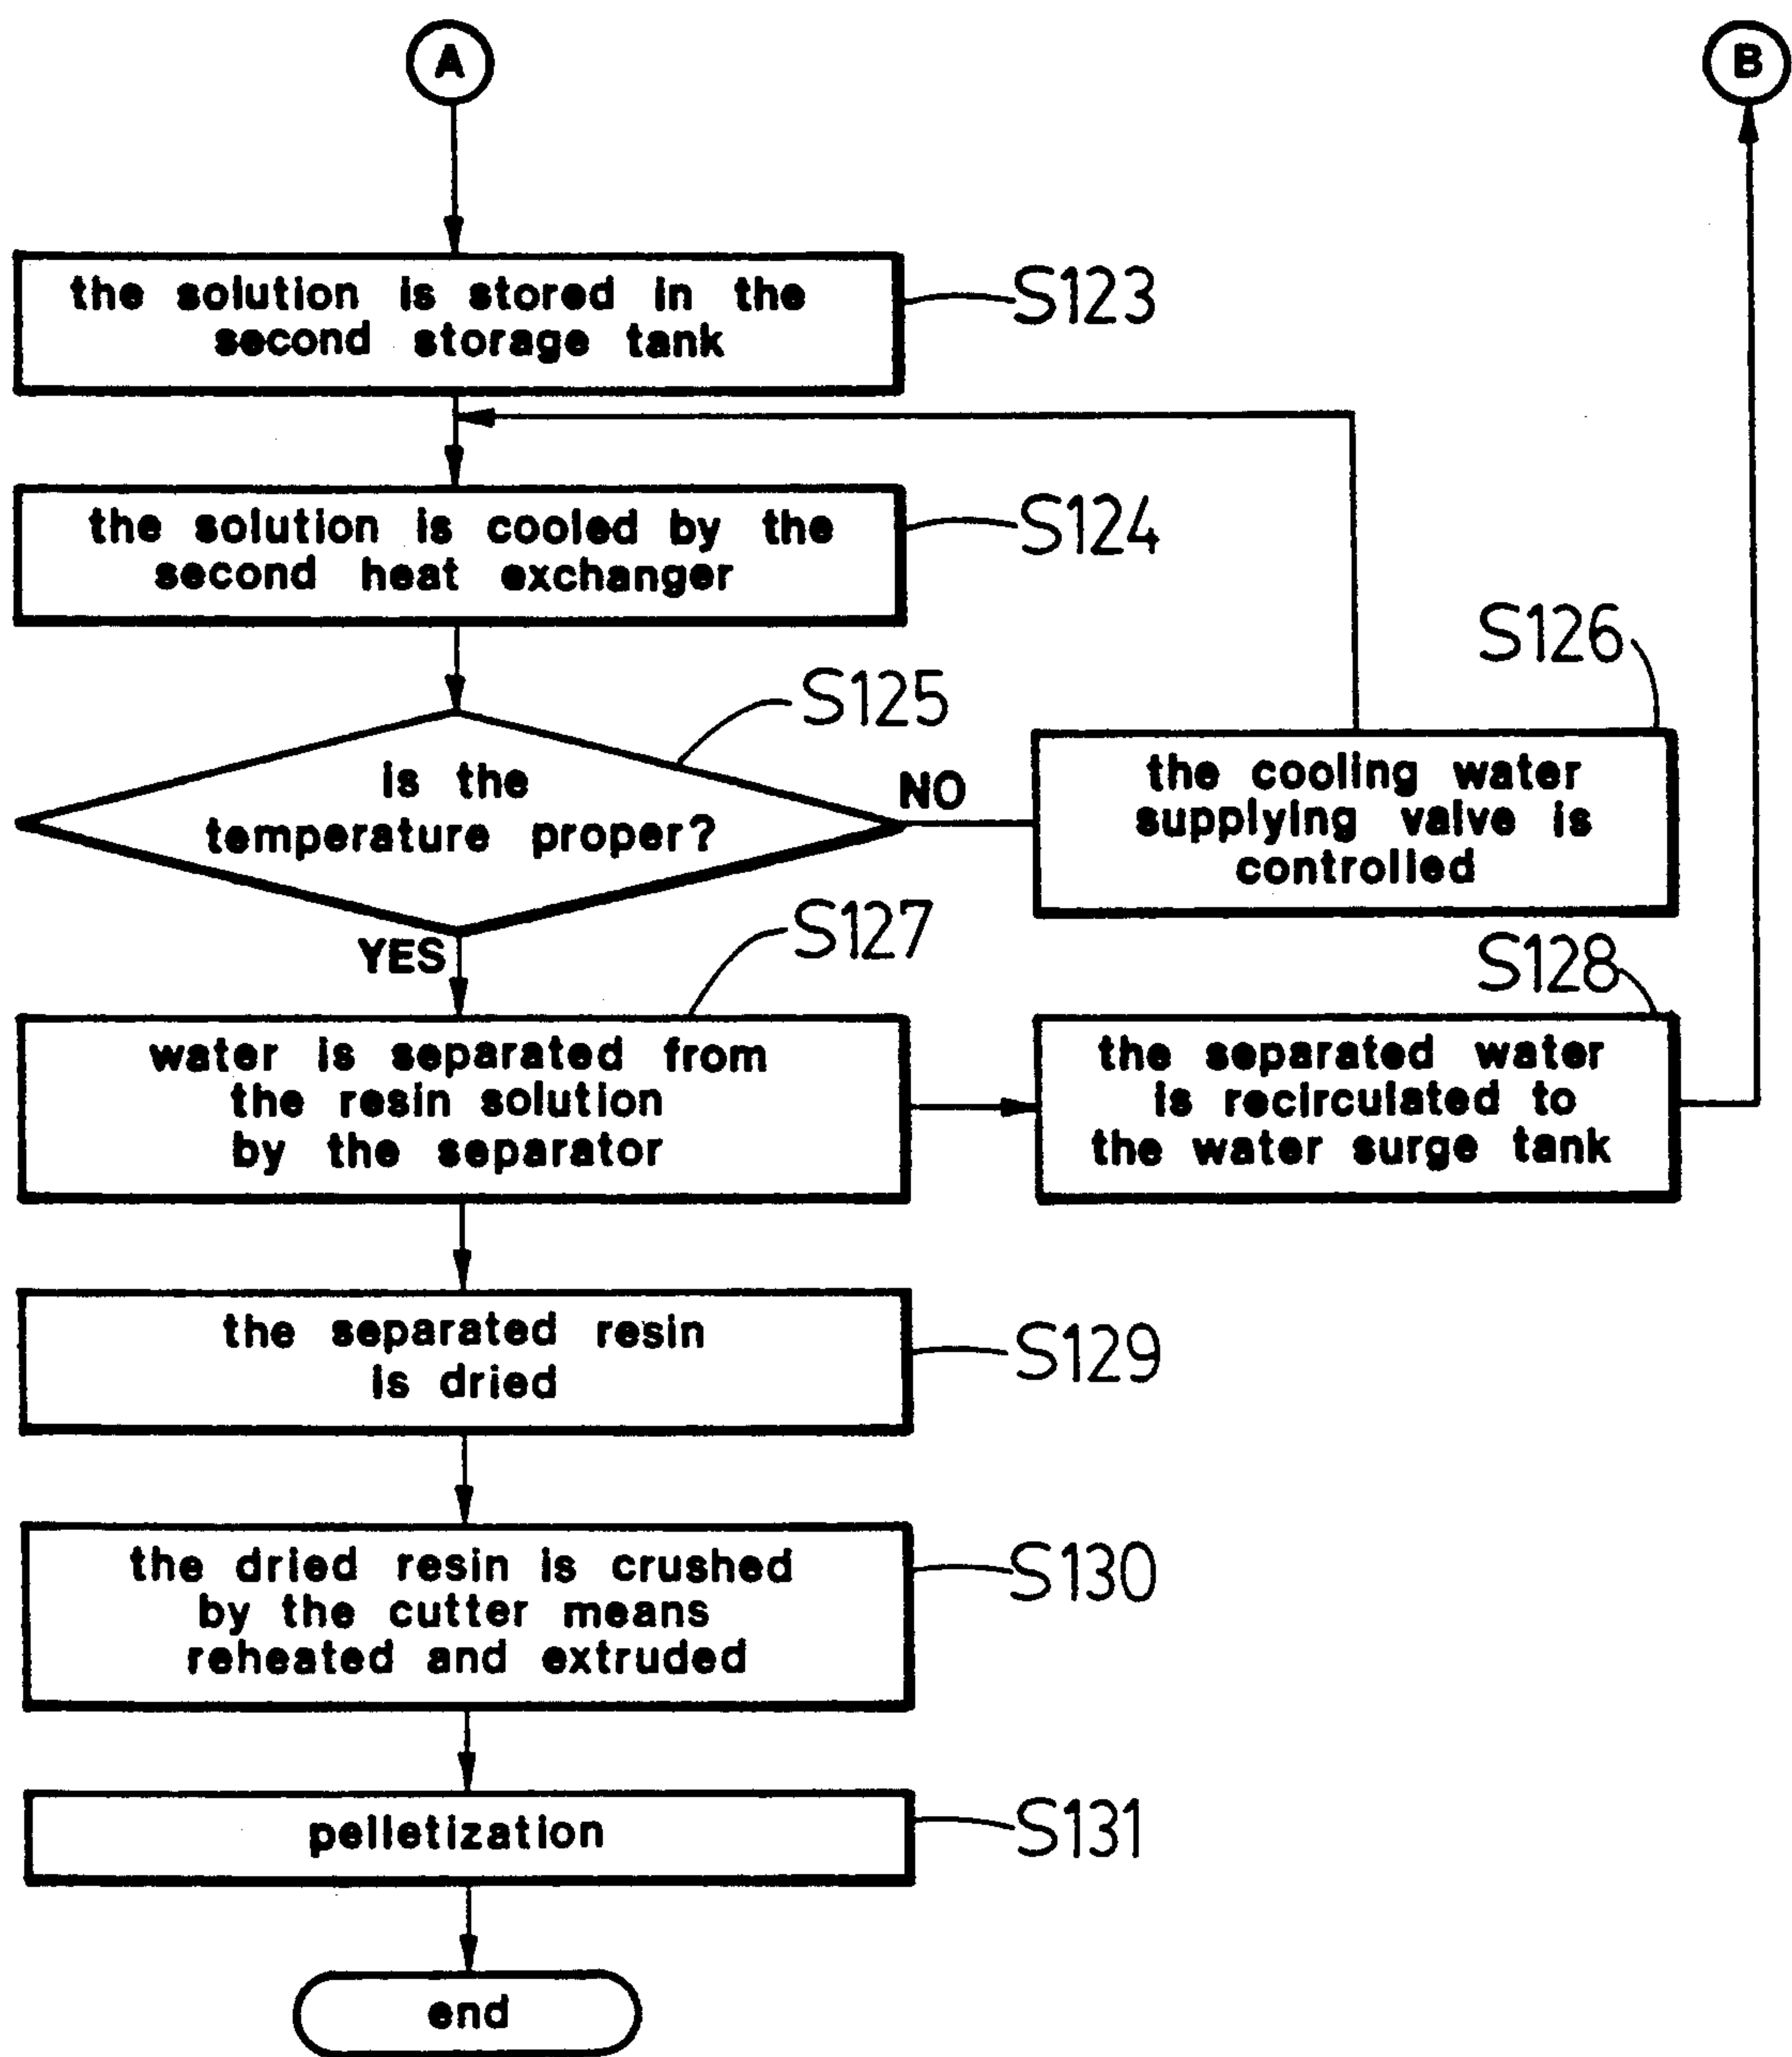 A
B
the solution is stored in the
second storage tank
S123
the solution is cooled by the
second heat exchanger
S124
is the
temperature proper?
S125
NO
the cooling water
supplying valve is
controlled
S126
YES
water is separated from
the resin solution
by the separator
S127
the separated water
is recirculated to
the water surge tank
S128
the separated resin
is dried
S129
the dried resin is crushed
by the cutter means
reheated and extruded
S130
pelletization
S131
end